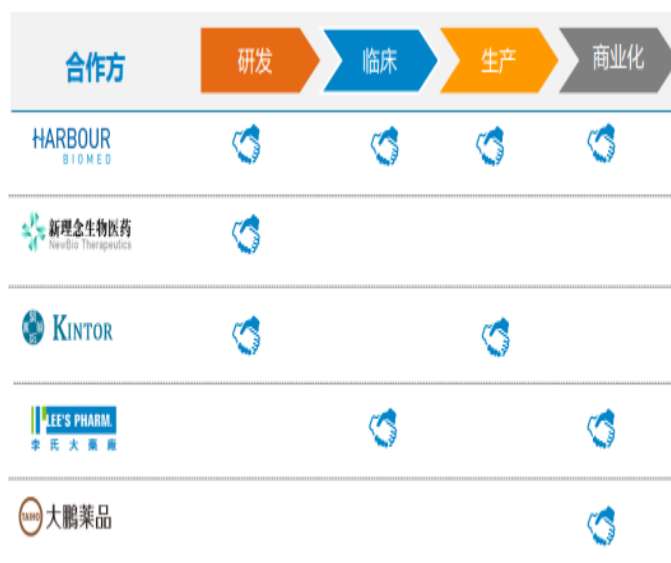 合作方
研发
临床
生产
商业化
HARBOUR
BIOMED
新理念生物医药
NewBio Therapeutics
KINTOR
LEE'S PHARM.
李氏大藥廠
TAIHO
大鵬薬品